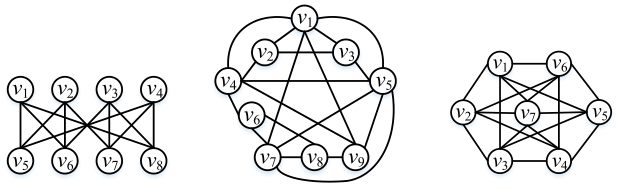 v1 v2 v3 v4
v5 v6 v7 v8
v1
v2 v3
v4 v5
v6
v7 v8 v9
v1 v6
v2 v7 v5
v3 v4